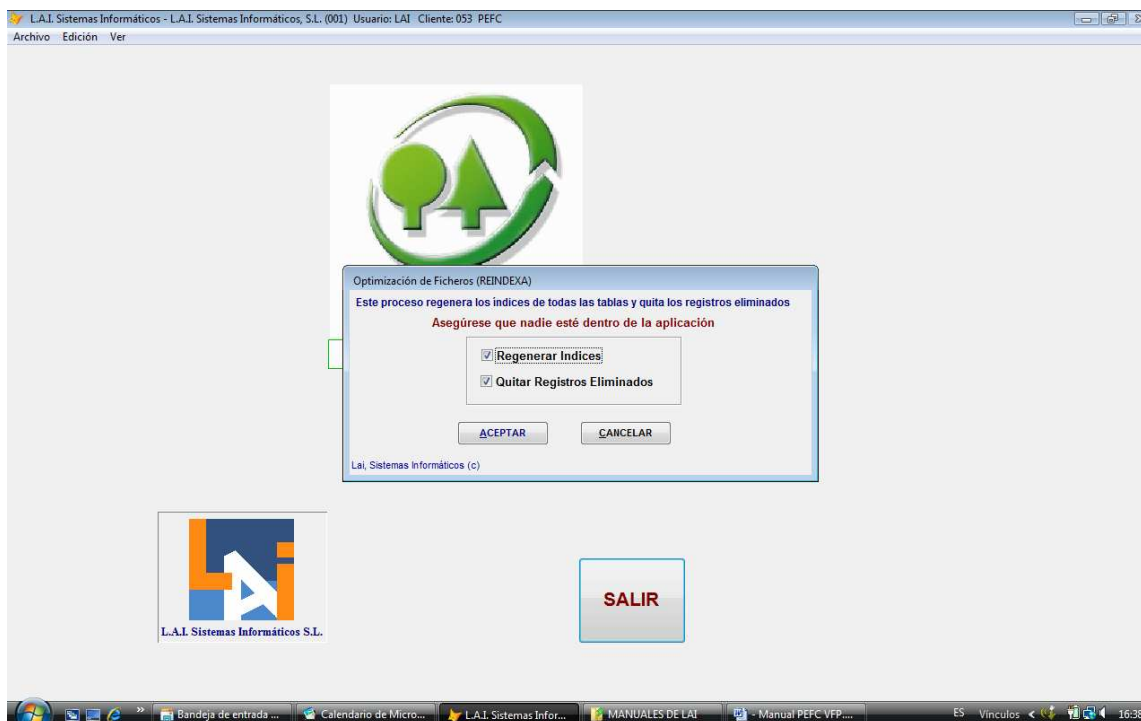 L.A.I. Sistemas Informáticos - L.A.I. Sistemas Informáticos, S.L. (001) Usuario: LAI Cliente: 053 PEFC
Archivo Edición Ver
Optimización de Ficheros (REINDEXA)
Este proceso regenera los índices de todas las tablas y quita los registros eliminados
Asegúrese que nadie esté dentro de la aplicación
Regenerar Indices
Quitar Registros Eliminados
ACEPTAR CANCELAR
Lai, Sistemas Informáticos (c)
LAi
L.A.I. Sistemas Informáticos S.L.
SALIR
Bandeja de entrada ... Calendario de Micro... L.A.I. Sistemas Infor... MANUALES DE LAI - Manual PEFC VFP.... ES Vínculos